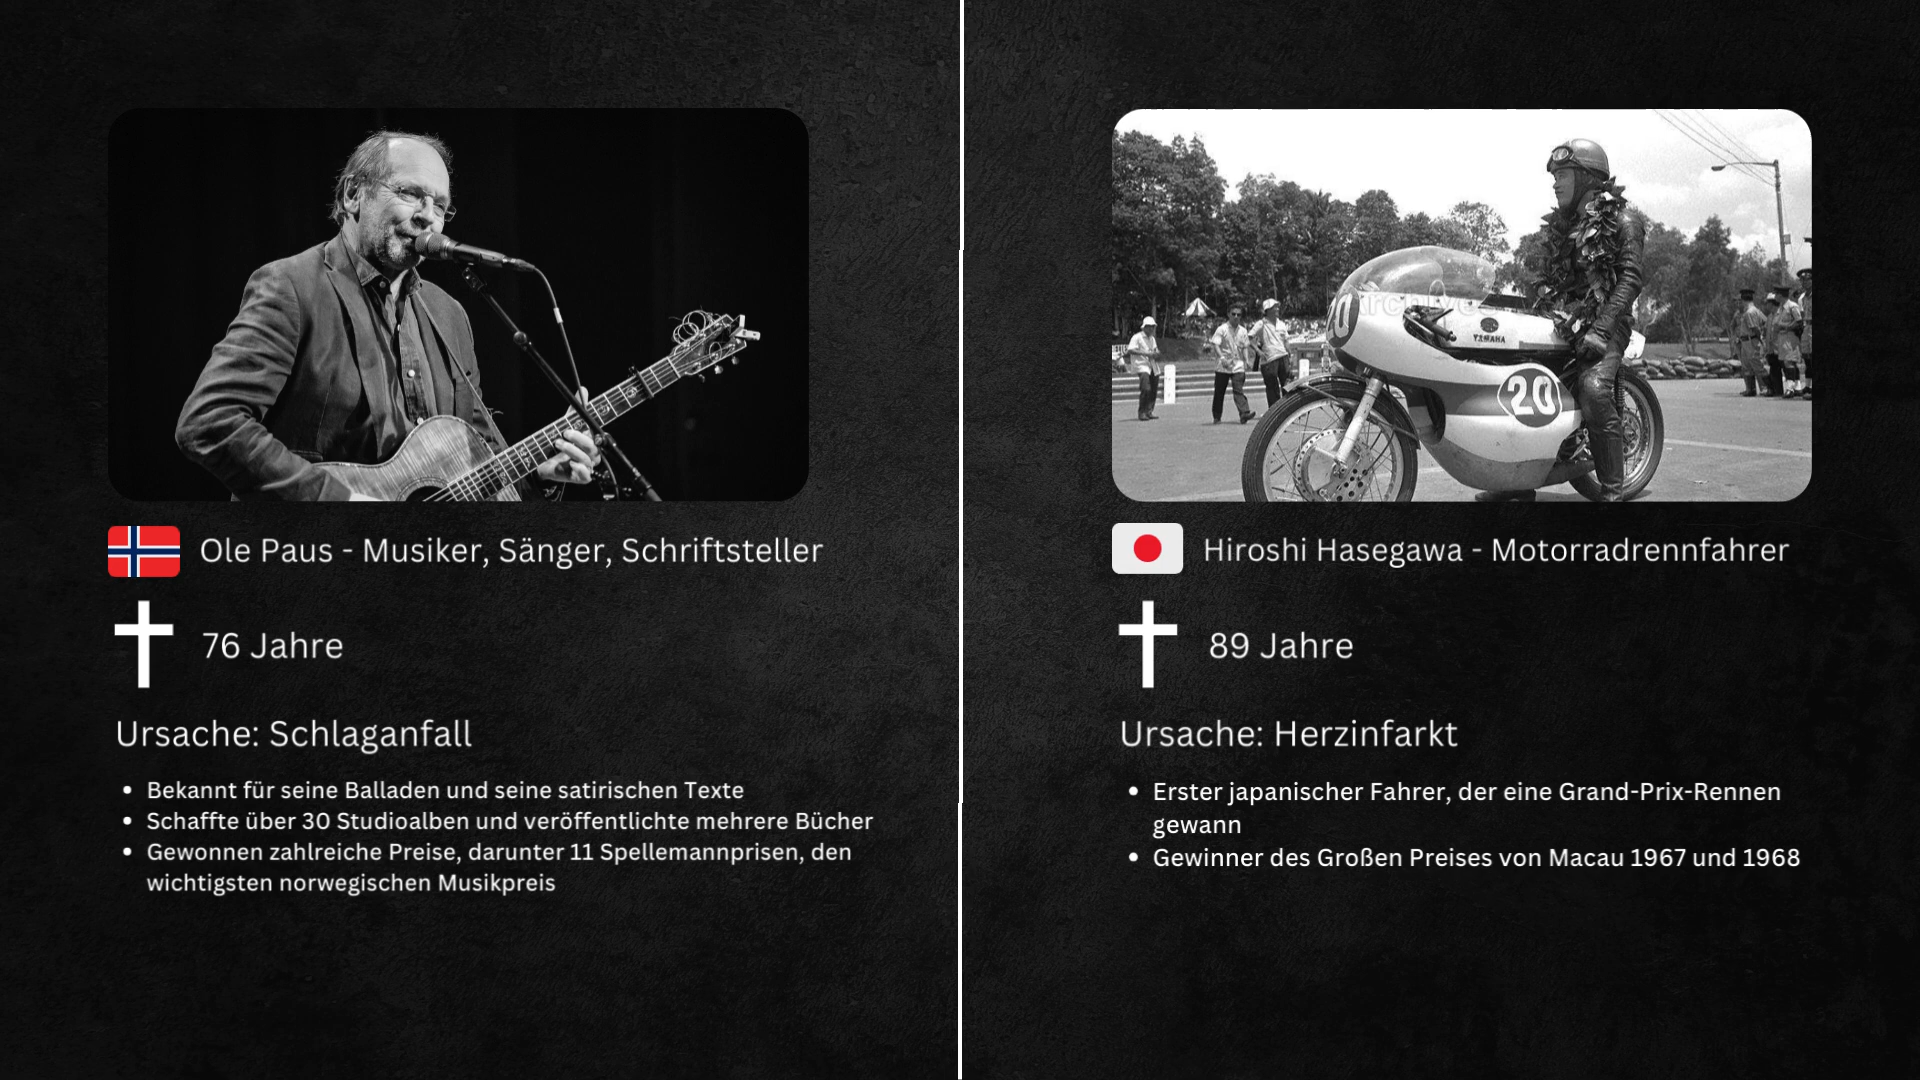 Ole Paus - Musiker, Sänger, Schriftsteller
76 Jahre
Ursache: Schlaganfall
• Bekannt für seine Balladen und seine satirischen Texte
• Schaffte über 30 Studioalben und veröffentlichte mehrere Bücher
• Gewonnen zahlreiche Preise, darunter 11 Spellemannprisen, den
wichtigsten norwegischen Musikpreis
archives
20
YAMAHA
20
Hiroshi Hasegawa - Motorradrennfahrer
89 Jahre
Ursache: Herzinfarkt
• Erster japanischer Fahrer, der eine Grand-Prix-Rennen
gewann
• Gewinner des Großen Preises von Macau 1967 und 1968